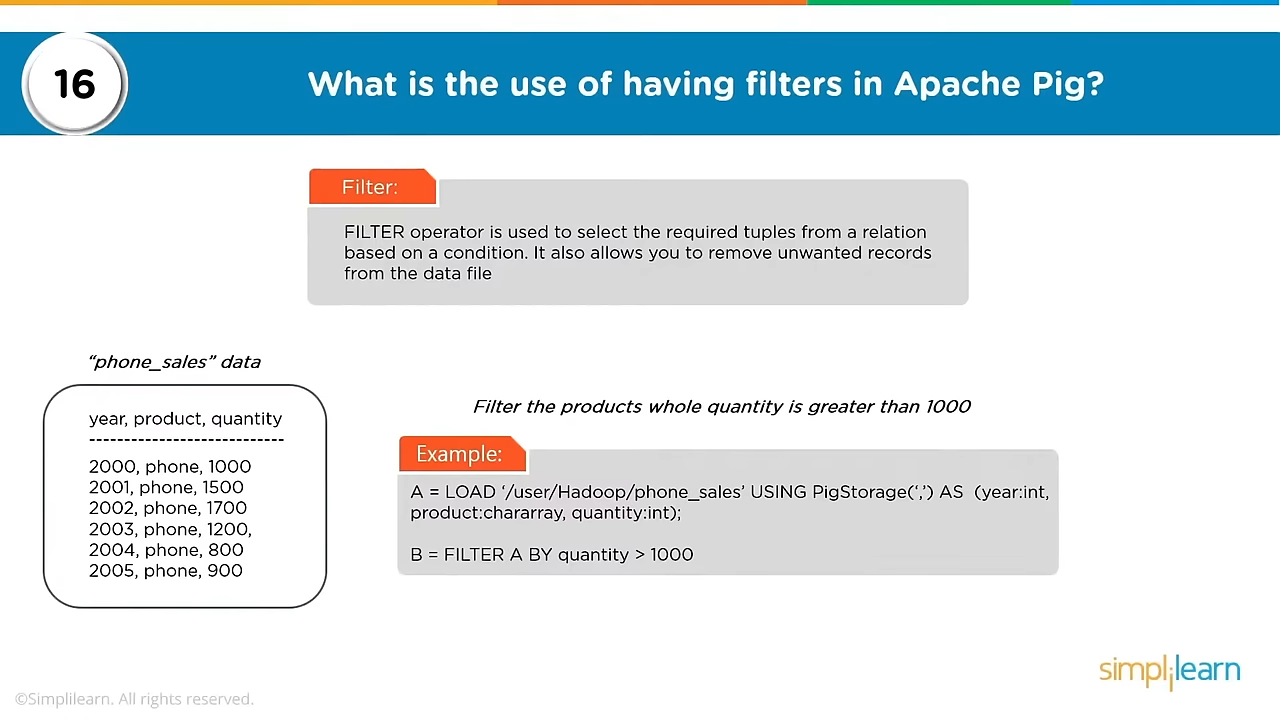 16
What is the use of having filters in Apache Pig?
Filter:
FILTER operator is used to select the required tuples from a relation
based on a condition. It also allows you to remove unwanted records
from the data file
“phone_sales” data
year, product, quantity
----------------------------
2000, phone, 1000
2001, phone, 1500
2002, phone, 1700
2003, phone, 1200,
2004, phone, 800
2005, phone, 900
Filter the products whole quantity is greater than 1000
Example:
A = LOAD ‘/user/Hadoop/phone_sales’ USING PigStorage(‘,’) AS (year:int,
product:chararray, quantity:int);
B = FILTER A BY quantity > 1000
simplilearn
©Simplilearn. All rights reserved.